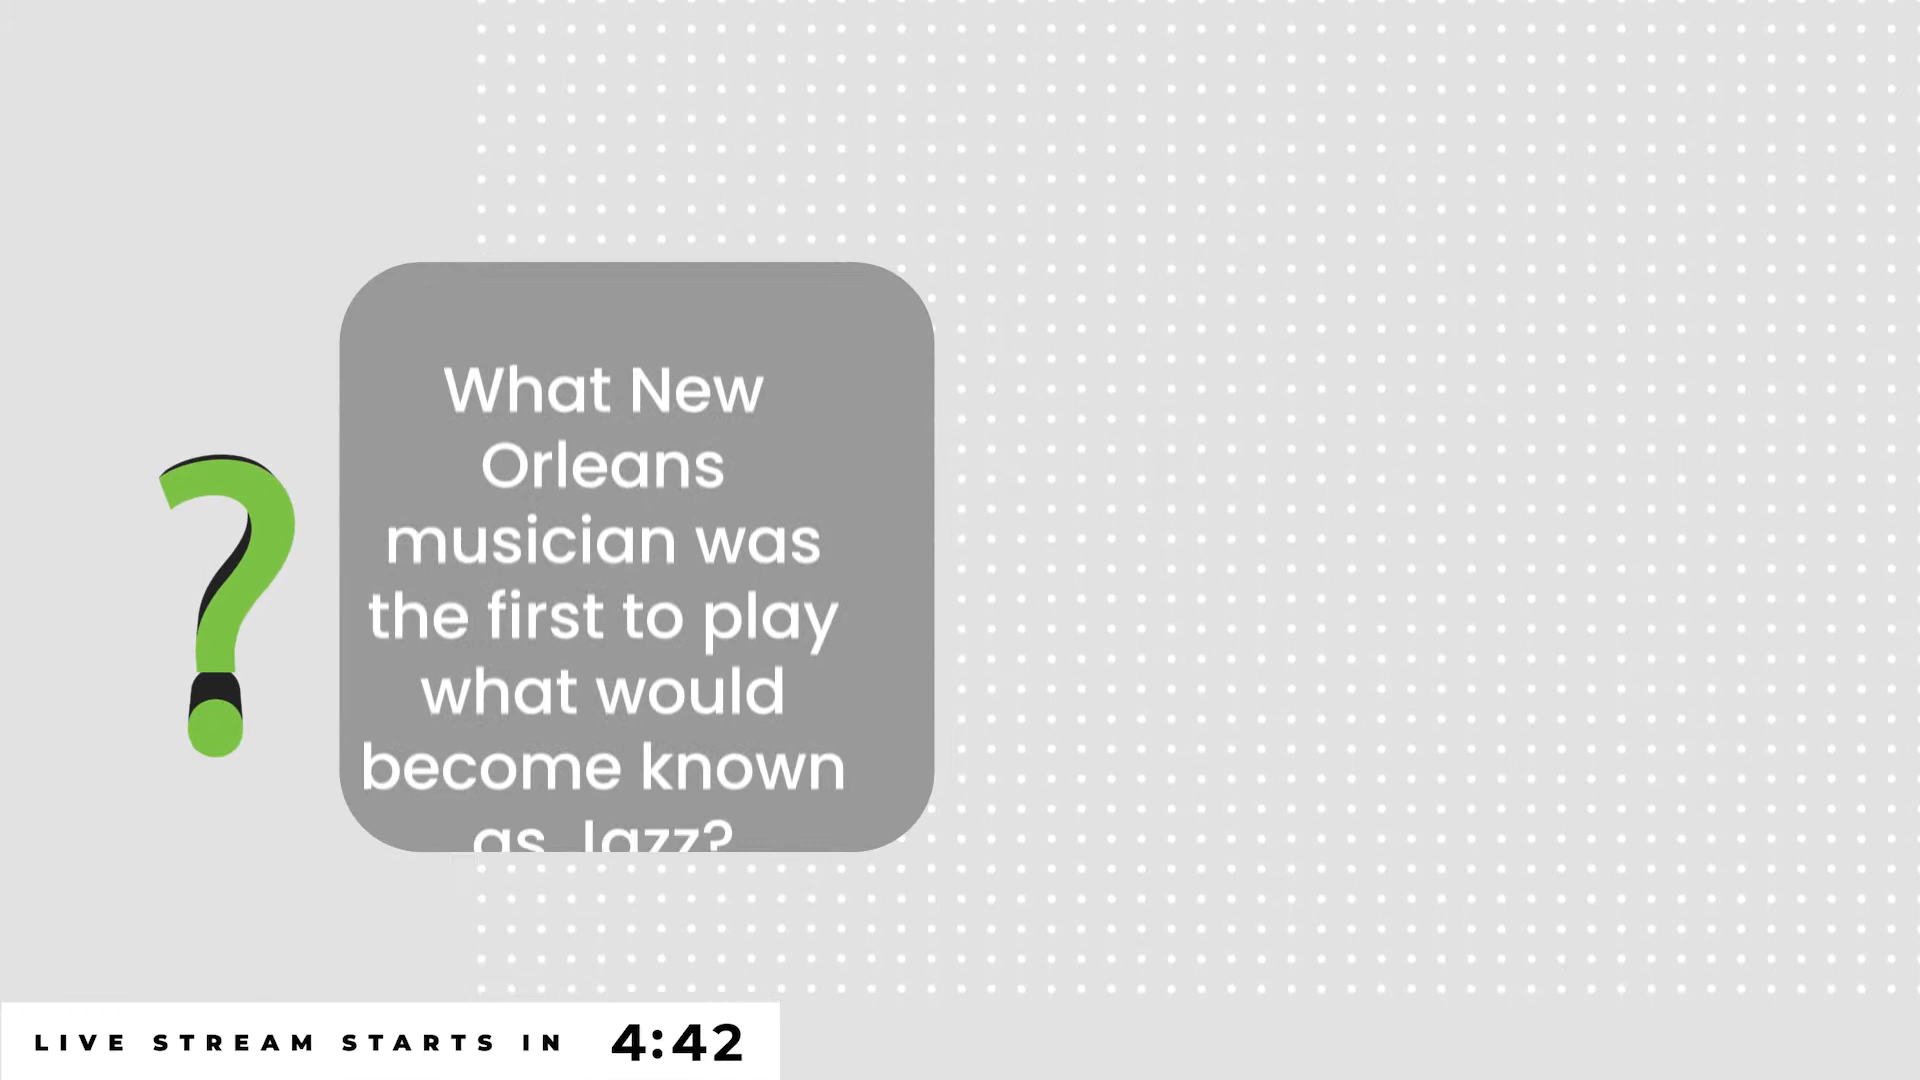 What New
Orleans
musician was
the first to play
what would
become known
as Jazz?
LIVE STREAM STARTS IN 4:42